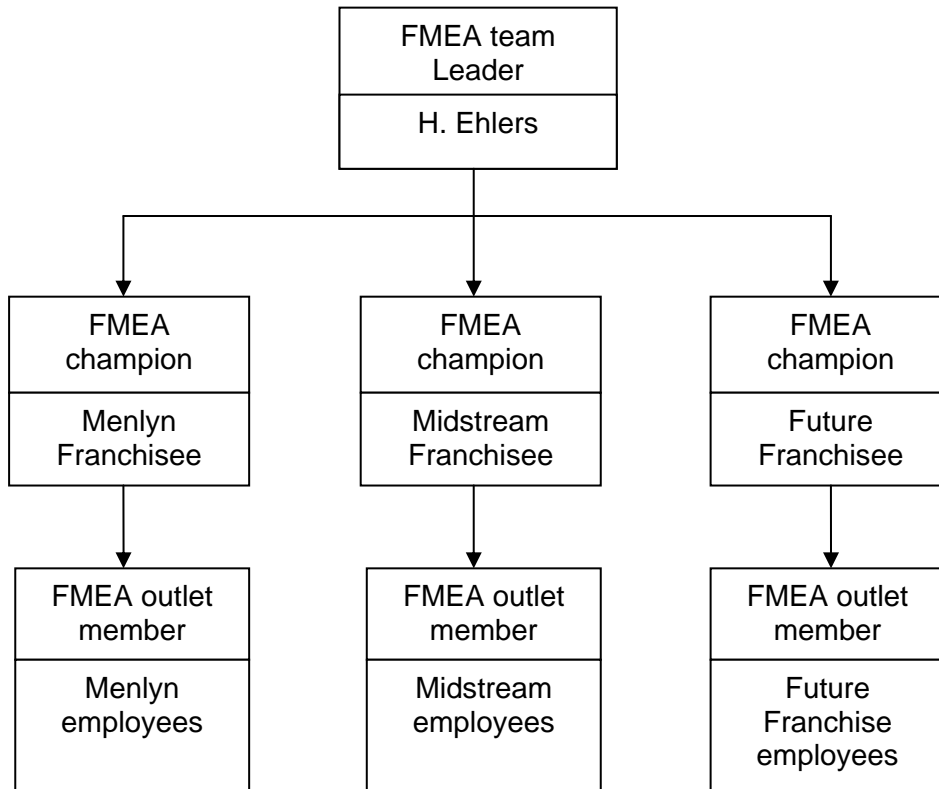 FMEA team
Leader
H. Ehlers
FMEA
champion
Menlyn
Franchisee
FMEA
champion
Midstream
Franchisee
FMEA
champion
Future
Franchisee
FMEA outlet
member
Menlyn
employees
FMEA outlet
member
Midstream
employees
FMEA outlet
member
Future
Franchise
employees